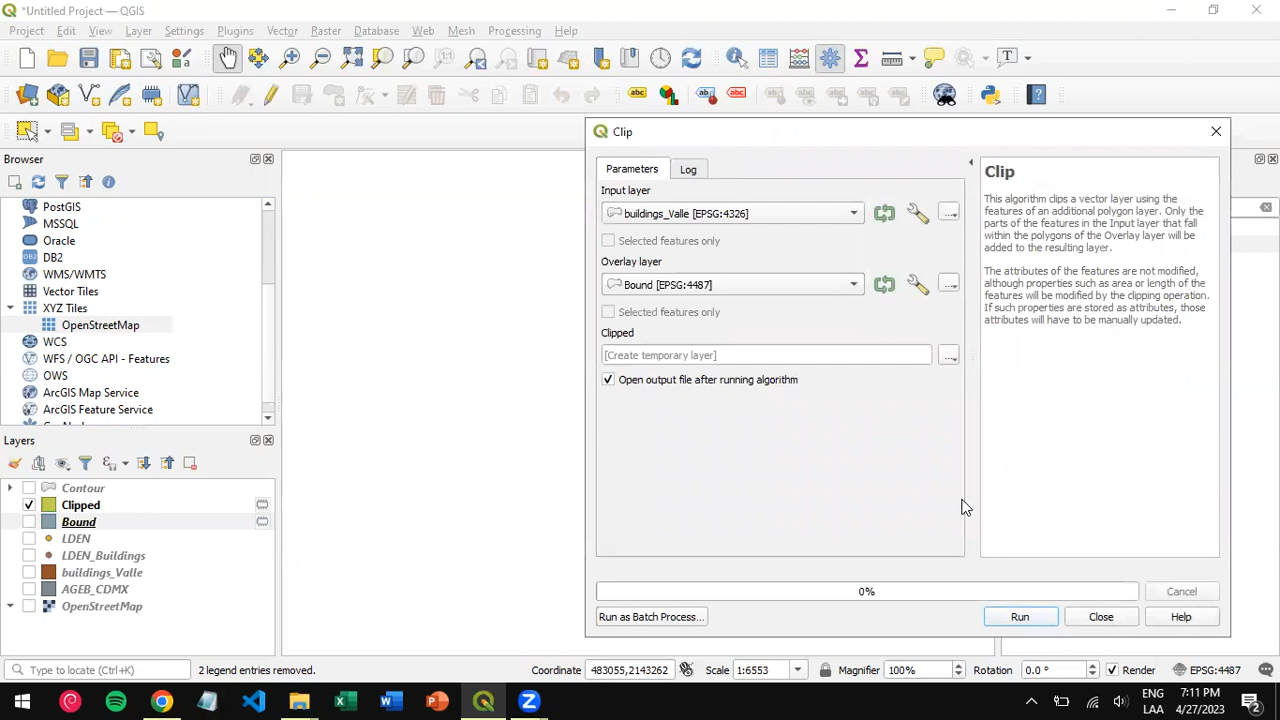 *Untitled Project — QGIS
Project Edit View Layer Settings Plugins Vector Raster Database Web Mesh Processing Help
Browser
PostGIS
MSSQL
Oracle
DB2
WMS/WMTS
Vector Tiles
XYZ Tiles
OpenStreetMap
WCS
WFS / OGC API - Features
OWS
ArcGIS Map Service
ArcGIS Feature Service
Layers
Contour
Clipped
Bound
LDEN
LDEN_Buildings
buildings_Valle
AGEB_CDMX
OpenStreetMap
Clip
Parameters Log
Input layer
buildings_Valle [EPSG:4326]
Selected features only
Overlay layer
Bound [EPSG:4487]
Selected features only
Clipped
[Create temporary layer]
Open output file after running algorithm
Clip
This algorithm clips a vector layer using the
features of an additional polygon layer. Only the
parts of the features in the Input layer that fall
within the polygons of the Overlay layer will be
added to the resulting layer.
The attributes of the features are not modified,
although properties such as area or length of the
features will be modified by the clipping operation.
If such properties are stored as attributes, those
attributes will have to be manually updated.
0% Cancel
Run as Batch Process... Run Close Help
Type to locate (Ctrl+K) 2 legend entries removed. Coordinate 483055,2143262 Scale 1:6553 Magnifier 100% Rotation 0.0 ° Render EPSG:4487
ENG 7:11 PM
LAA 4/27/2023 2